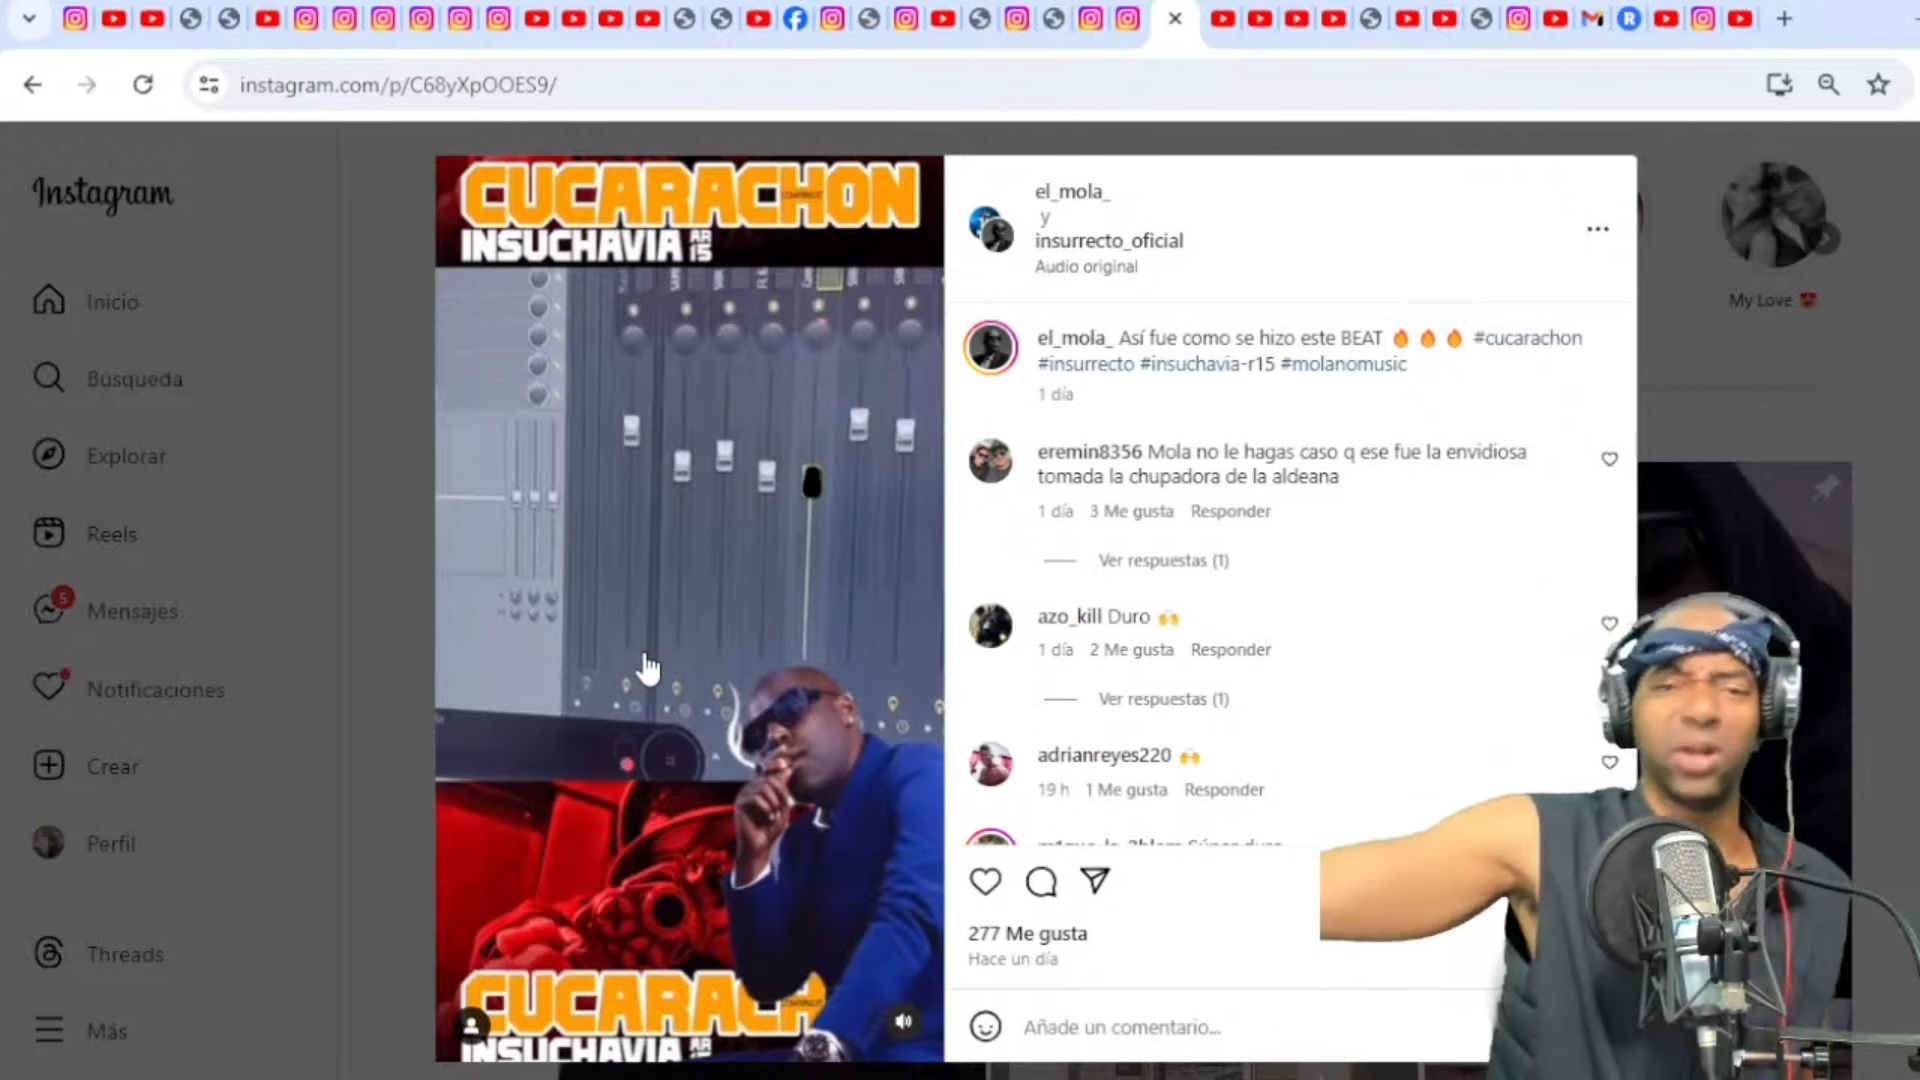 instagram.com/p/C68yXpOOES9/
Instagram
Inicio
Búsqueda
Explorar
Reels
5
Mensajes
Notificaciones
Crear
Perfil
Threads
Más
CUCARACHON
INSUCHAVIA AR 15
CUCARACH
INSUCHAVIA
el_mola_
y
insurrecto_oficial
Audio original
el_mola_ Así fue como se hizo este BEAT 🔥 🔥 🔥 #cucarachon
#insurrecto #insuchavia-r15 #molanomusic
1 día
eremin8356 Mola no le hagas caso q ese fue la envidiosa
tomada la chupadora de la aldeana
1 día 3 Me gusta Responder
Ver respuestas (1)
azo_kill Duro 🙌
1 día 2 Me gusta Responder
Ver respuestas (1)
adrianreyes220 🙌
19 h 1 Me gusta Responder
277 Me gusta
Hace un día
Añade un comentario...
My Love 😍